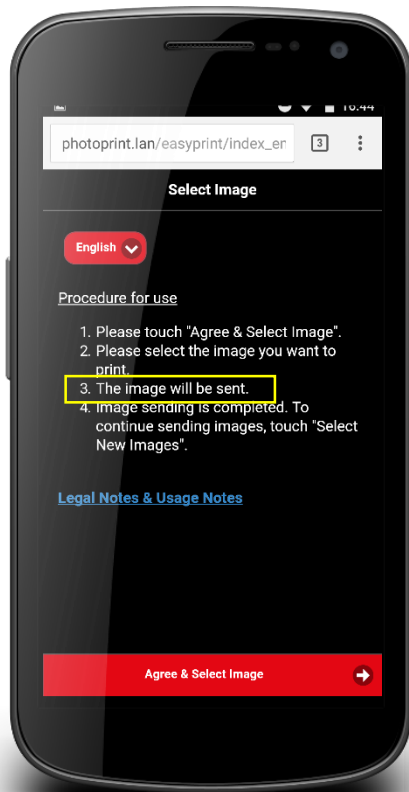 16:44
photoprint.lan/easyprint/index_en
3
Select Image
English
Procedure for use
1. Please touch "Agree & Select Image".
2. Please select the image you want to
print.
3. The image will be sent.
4. Image sending is completed. To
continue sending images, touch "Select
New Images".
Legal Notes & Usage Notes
Agree & Select Image